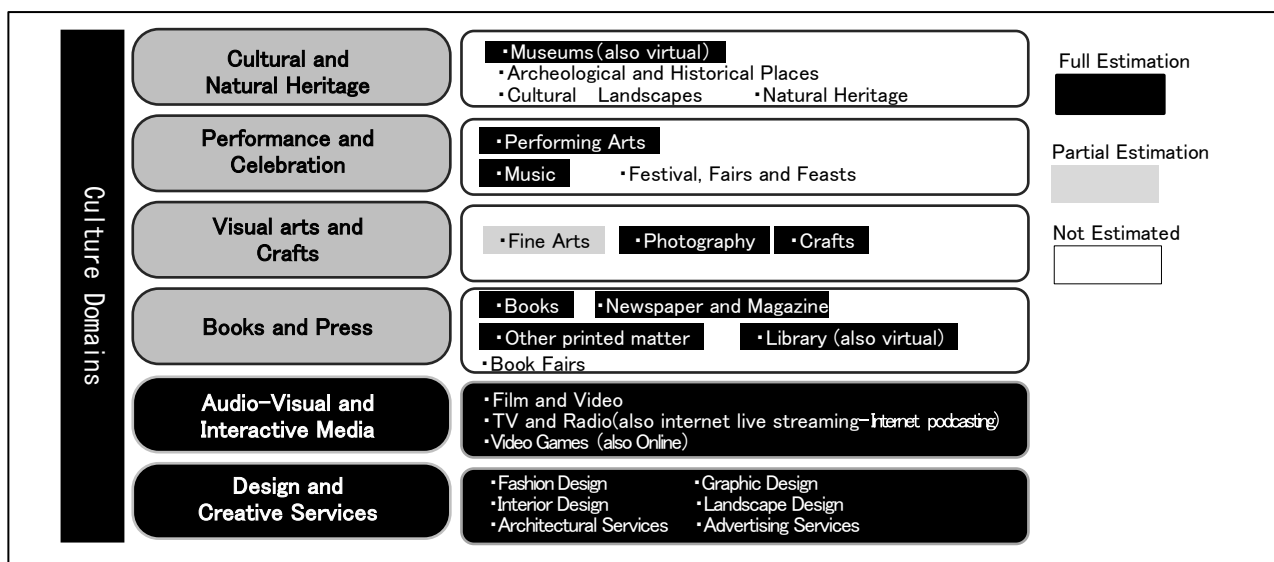 Culture Domains
Cultural and
Natural Heritage
・Museums(also virtual)
・Archeological and Historical Places
・Cultural Landscapes ・Natural Heritage
Performance and
Celebration
・Performing Arts
・Music ・Festival, Fairs and Feasts
Visual arts and
Crafts
・Fine Arts ・Photography ・Crafts
Books and Press
・Books ・Newspaper and Magazine
・Other printed matter ・Library (also virtual)
・Book Fairs
Audio-Visual and
Interactive Media
・Film and Video
・TV and Radio(also internet live streaming-Internet podcasting)
・Video Games (also Online)
Design and
Creative Services
・Fashion Design ・Graphic Design
・Interior Design ・Landscape Design
・Architectural Services ・Advertising Services
Full Estimation
Partial Estimation
Not Estimated